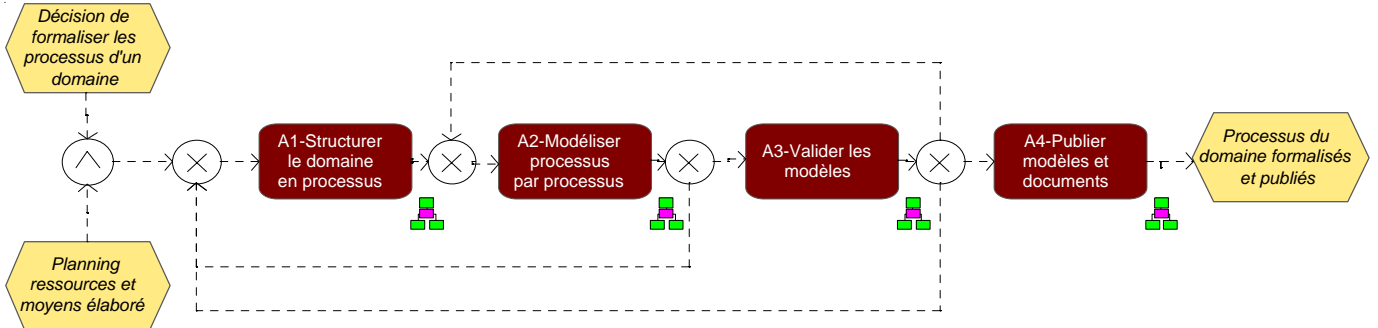 Décision de
formaliser les
processus d'un
domaine
A1-Structurer
le domaine
en processus
A2-Modéliser
processus
par processus
A3-Valider les
modèles
A4-Publier
modèles et
documents
Processus du
domaine formalisés
et publiés
Planning
ressources et
moyens élaboré